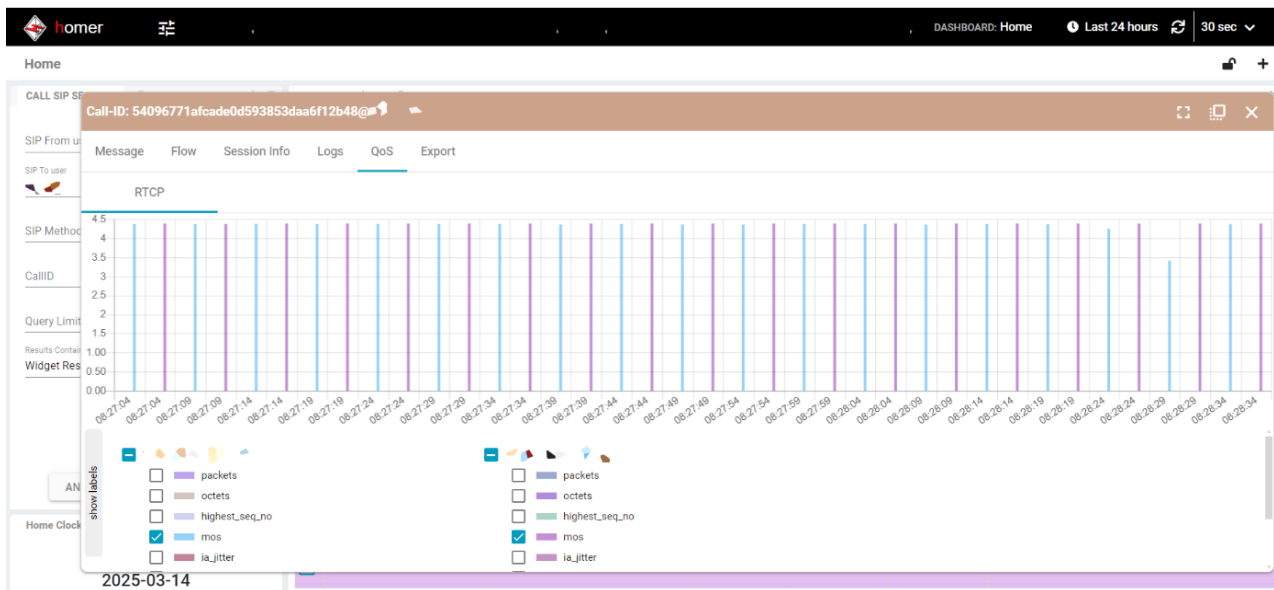 homer
DASHBOARD: Home
Last 24 hours
30 sec
Home
CALL SIP SE
Call-ID: 54096771afcade0d593853daa6f12b48@
SIP From u
Message Flow Session Info Logs QoS Export
SIP To user
RTCP
SIP Method
CallID
Query Limit
Results Contain
Widget Res
4.5
4
3.5
3
2.5
2
1.5
1.00
0.50
0.00
08:27:04 08:27:04 08:27:09 08:27:09 08:27:14 08:27:14 08:27:19 08:27:19 08:27:24 08:27:24 08:27:29 08:27:29 08:27:34 08:27:34 08:27:39 08:27:39 08:27:44 08:27:44 08:27:49 08:27:49 08:27:54 08:27:54 08:27:59 08:27:59 08:28:04 08:28:04 08:28:09 08:28:09 08:28:14 08:28:14 08:28:19 08:28:19 08:28:24 08:28:24 08:28:29 08:28:29 08:28:34 08:28:34
show labels
packets packets
octets octets
highest_seq_no highest_seq_no
mos mos
ia_jitter ia_jitter
AN
Home Clock
2025-03-14